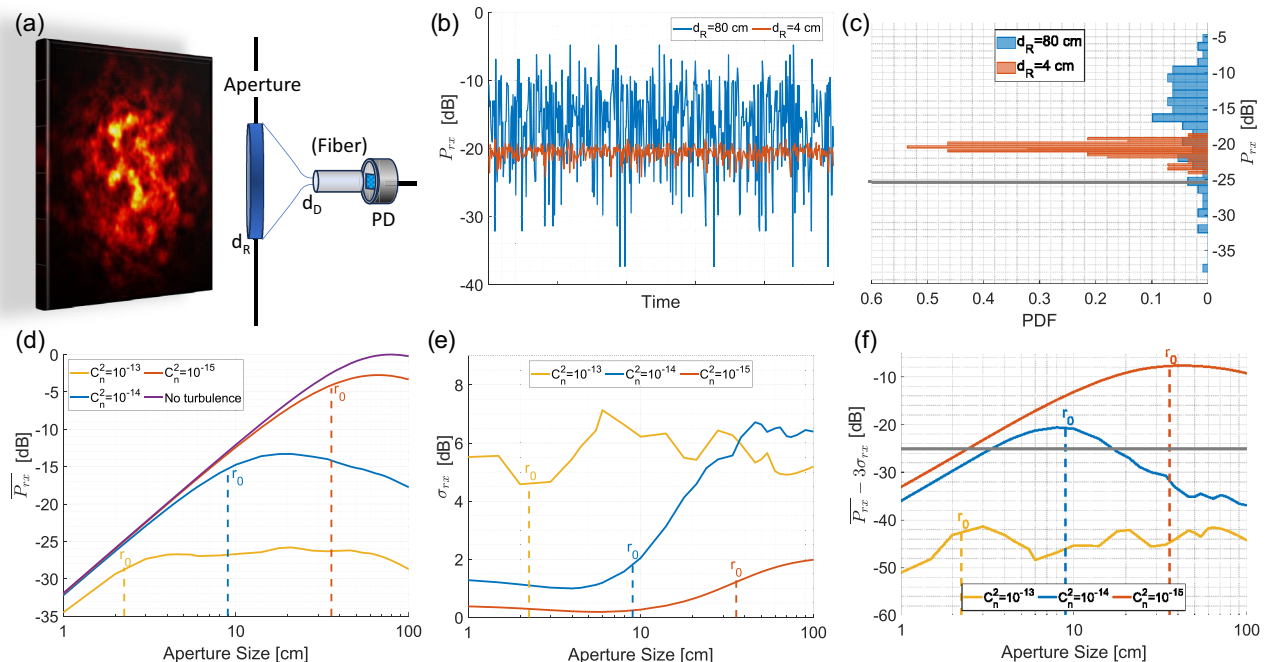 (a)
Aperture
(Fiber)
d_D
PD
d_R
(b)
d_R=80 cm d_R=4 cm
0
-10
-20
-30
-40
P_rx [dB]
Time
(c)
d_R=80 cm
d_R=4 cm
-5
-10
-15
-20
-25
-30
-35
P_rx [dB]
0.6 0.5 0.4 0.3 0.2 0.1 0
PDF
(d)
C_n^2=10^-13 C_n^2=10^-15
C_n^2=10^-14 No turbulence
0
-5
-10
-15
-20
-25
-30
-35
P_rx [dB]
r_0
r_0
r_0
1 10 100
Aperture Size [cm]
(e)
C_n^2=10^-13 C_n^2=10^-14 C_n^2=10^-15
8
6
4
2
0
σ_rx [dB]
r_0
r_0
r_0
1 10 100
Aperture Size [cm]
(f)
-10
-20
-30
-40
-50
-60
P_rx − 3σ_rx [dB]
r_0
r_0
r_0
C_n^2=10^-13 C_n^2=10^-14 C_n^2=10^-15
1 10 100
Aperture Size [cm]